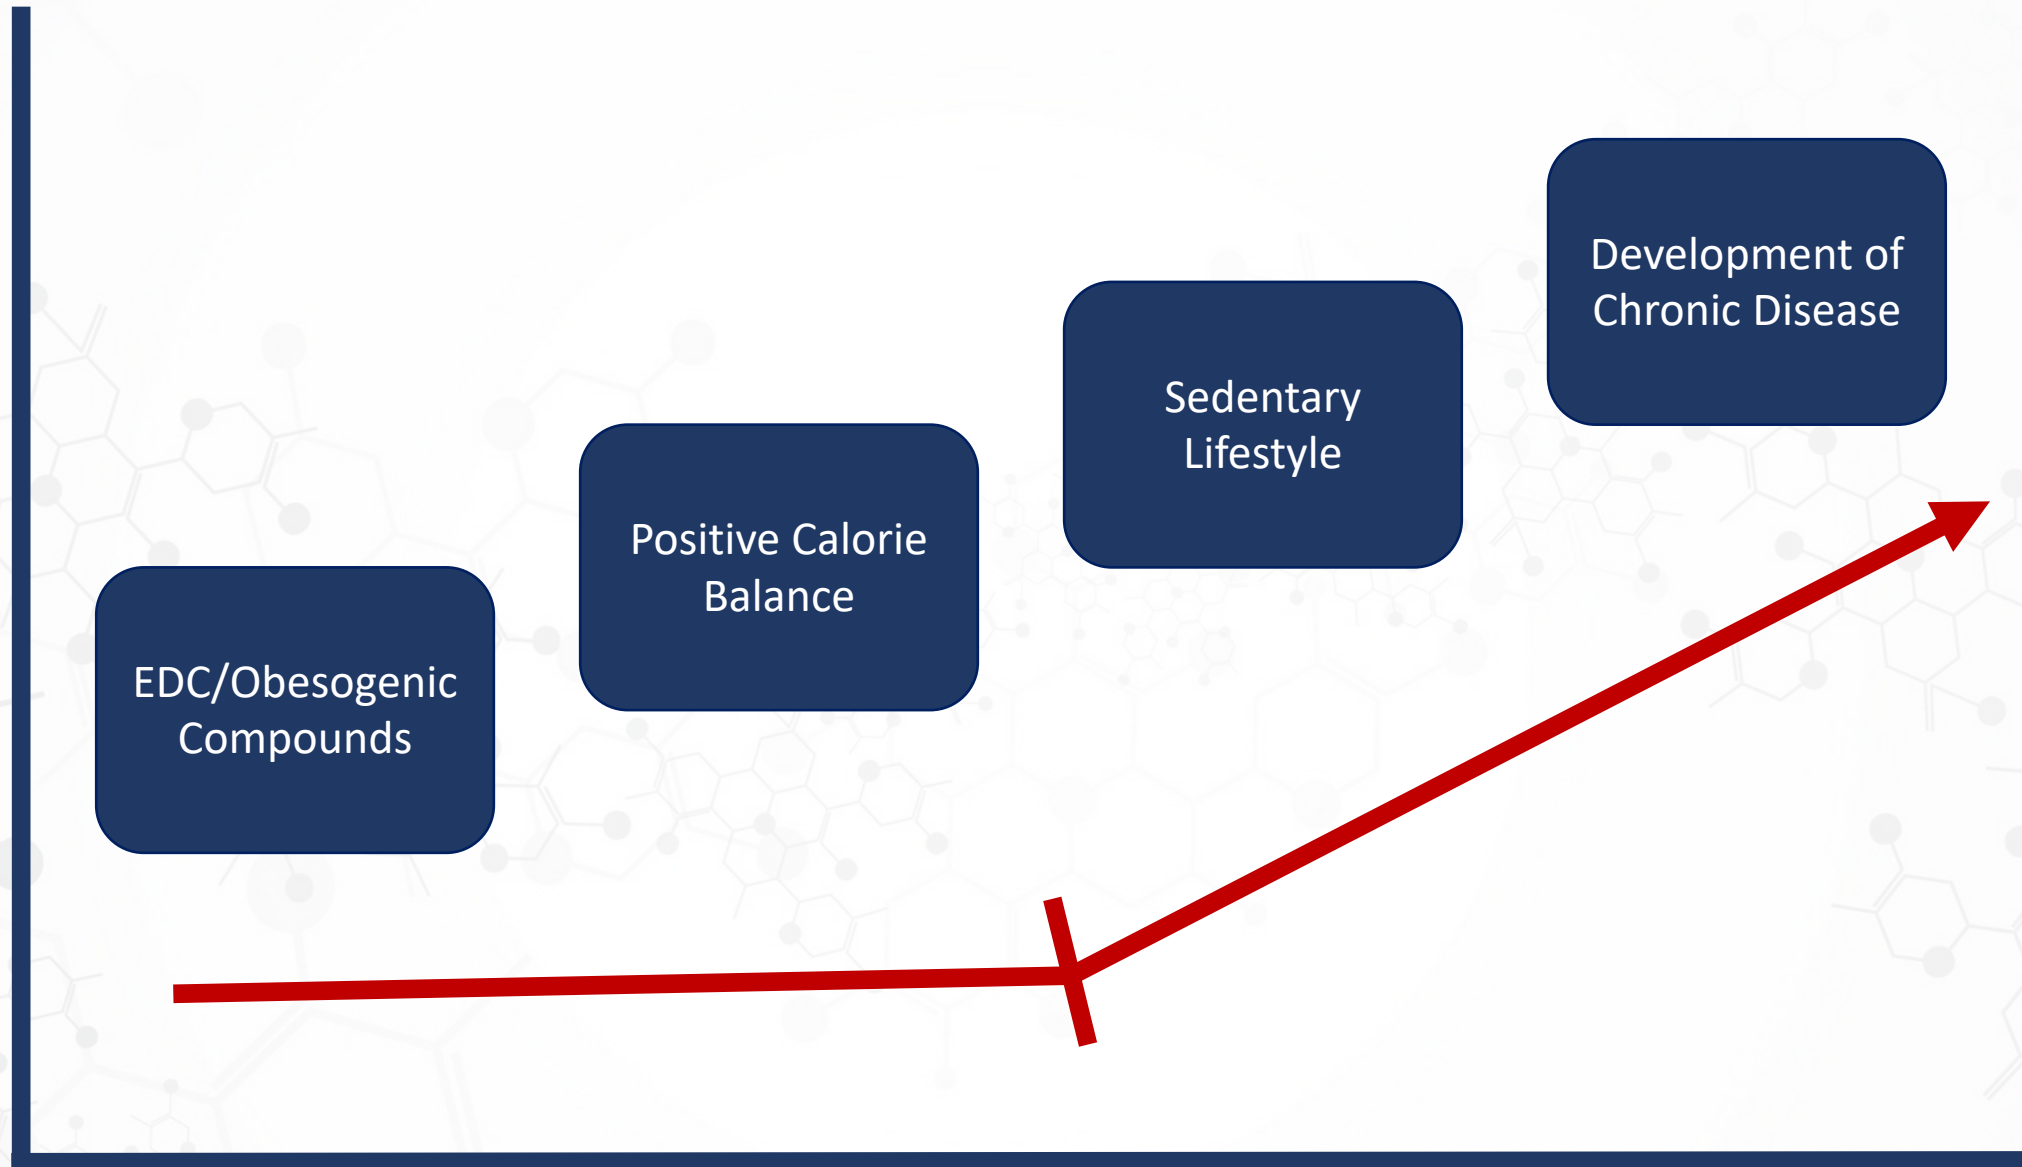 EDC/Obesogenic
Compounds
Positive Calorie
Balance
Sedentary
Lifestyle
Development of
Chronic Disease